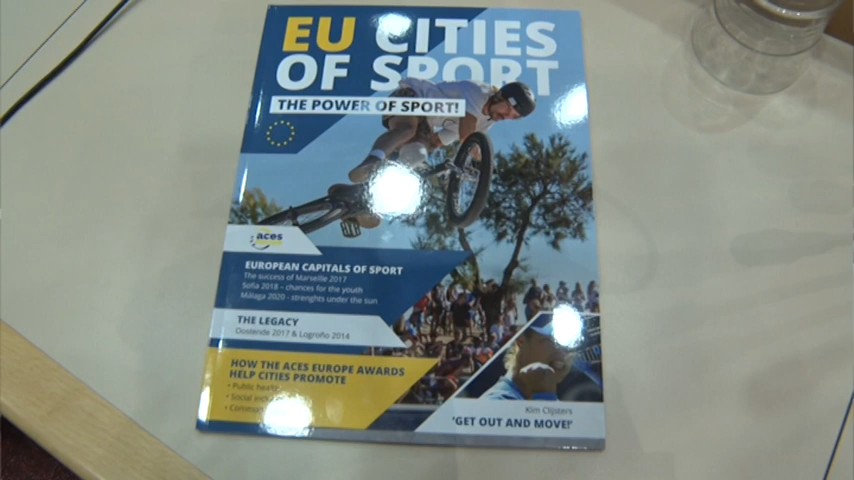 EU CITIES
OF SPORT
THE POWER OF SPORT!
aces
EUROPEAN CAPITALS OF SPORT
The success of Marseille 2017
Sofia 2018 – chances for the youth
Málaga 2020 - strenghts under the sun
THE LEGACY
Oostende 2017 & Logroño 2014
HOW THE ACES EUROPE AWARDS
HELP CITIES PROMOTE
• Public
• Social
Kim Clijsters
'GET OUT AND MOVE!'